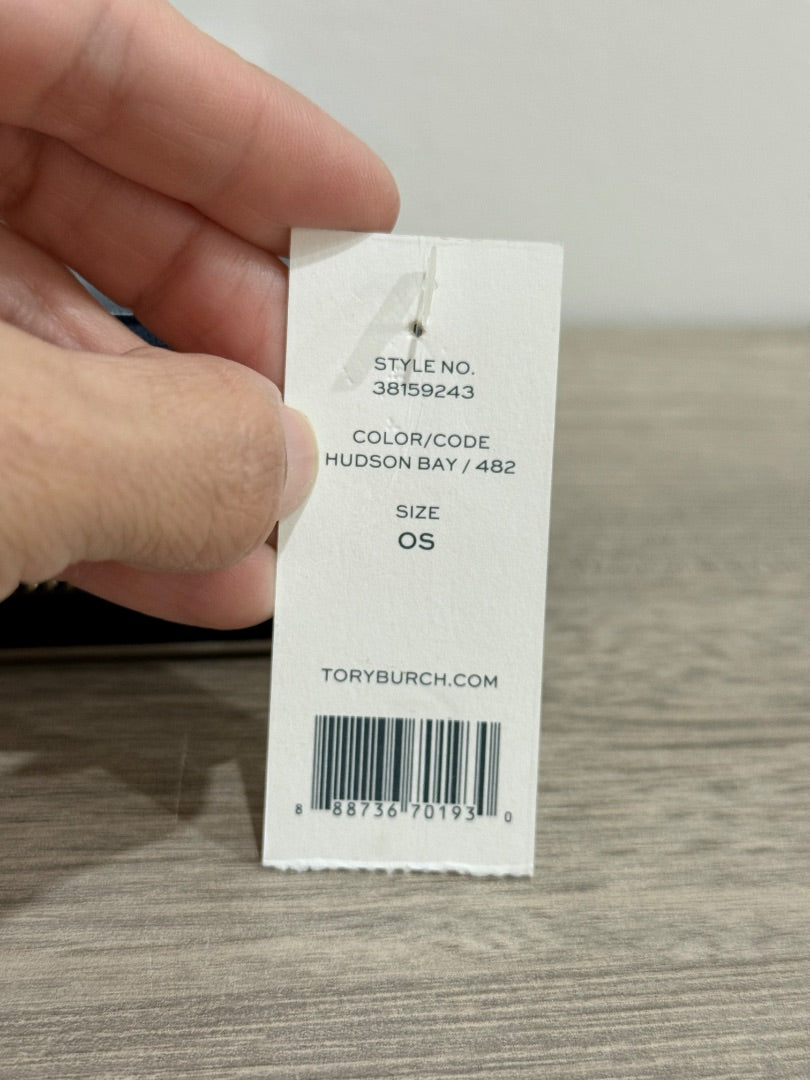 STYLE NO.
38159243
COLOR/CODE
HUDSON BAY / 482
SIZE
OS
TORYBURCH.COM
8 88736 70193 0